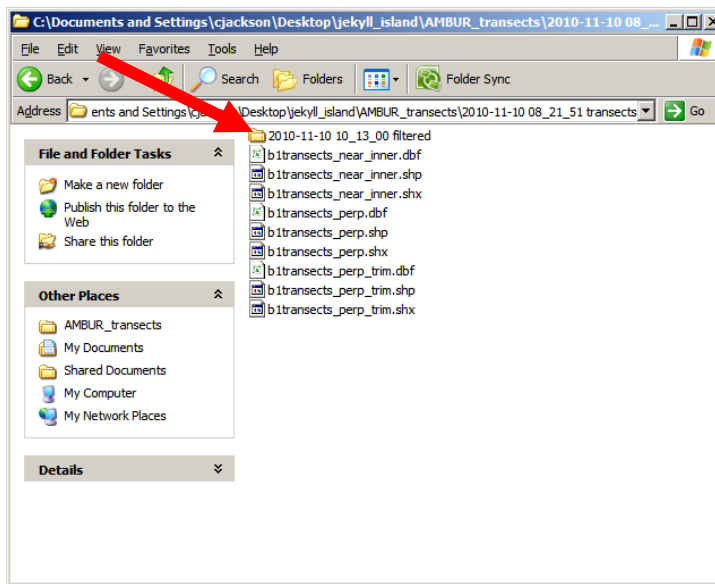 C:\Documents and Settings\cjackson\Desktop\jekyll_island\AMBUR_transects\2010-11-10 08_...
File Edit View Favorites Tools Help
Back Search Folders Folder Sync
Address ents and Settings\cja \Desktop\jekyll_island\AMBUR_transects\2010-11-10 08_21_51 transects Go
File and Folder Tasks
Make a new folder
Publish this folder to the
Web
Share this folder
Other Places
AMBUR_transects
My Documents
Shared Documents
My Computer
My Network Places
Details
2010-11-10 10_13_00 filtered
b1transects_near_inner.dbf
b1transects_near_inner.shp
b1transects_near_inner.shx
b1transects_perp.dbf
b1transects_perp.shp
b1transects_perp.shx
b1transects_perp_trim.dbf
b1transects_perp_trim.shp
b1transects_perp_trim.shx